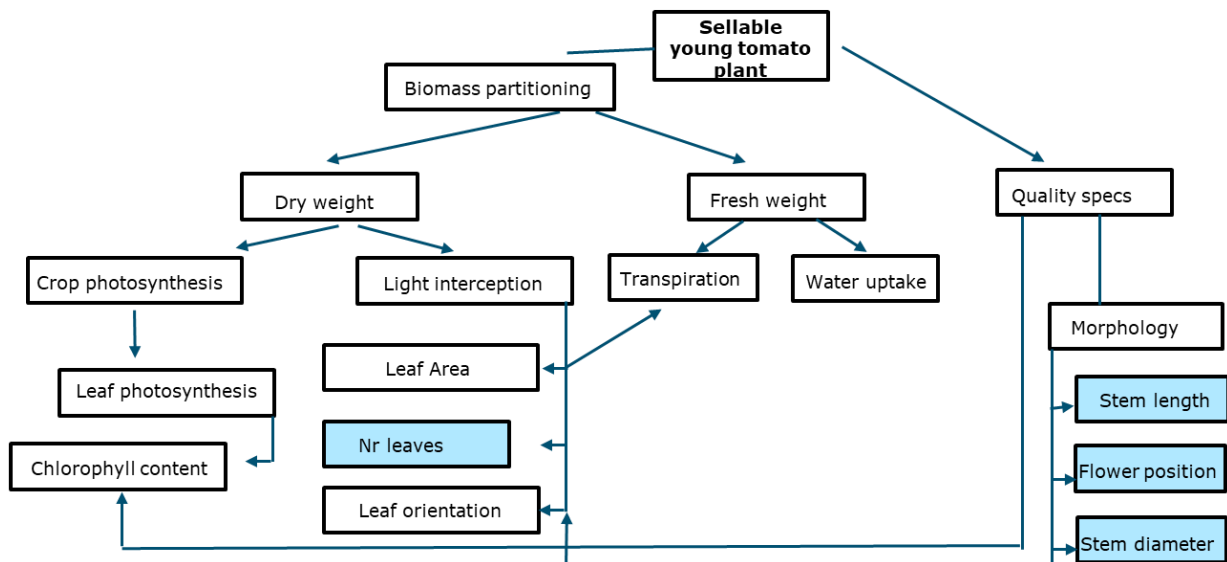 Sellable
young tomato
plant
Biomass partitioning
Dry weight
Fresh weight
Quality specs
Crop photosynthesis
Light interception
Transpiration
Water uptake
Morphology
Leaf Area
Leaf photosynthesis
Stem length
Nr leaves
Chlorophyll content
Flower position
Leaf orientation
Stem diameter